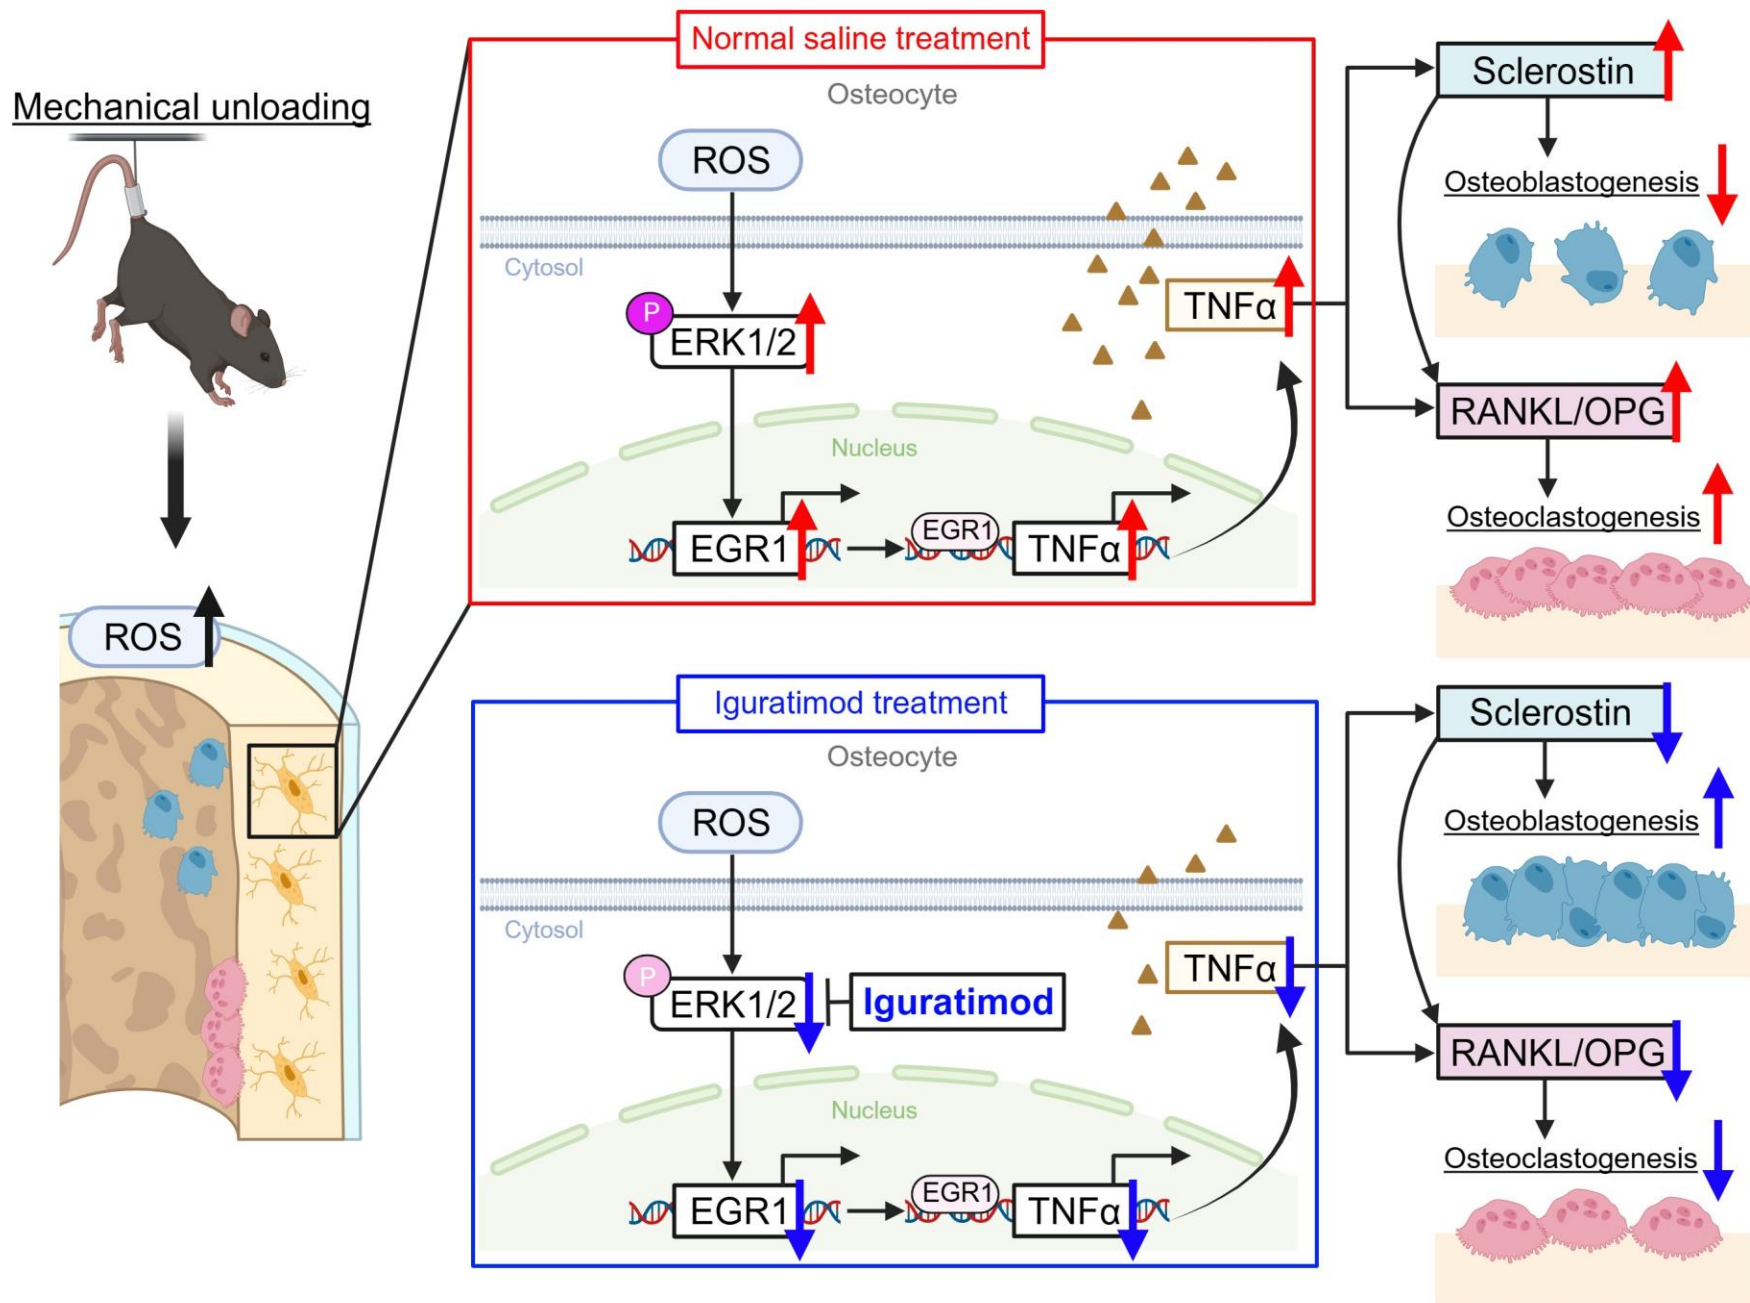 Mechanical unloading
ROS
Normal saline treatment
Osteocyte
ROS
Cytosol
P
ERK1/2
TNFα
Nucleus
EGR1
EGR1
TNFα
Sclerostin
Osteoblastogenesis
RANKL/OPG
Osteoclastogenesis
Iguratimod treatment
Osteocyte
ROS
Cytosol
P
ERK1/2
Iguratimod
TNFα
Nucleus
EGR1
EGR1
TNFα
Sclerostin
Osteoblastogenesis
RANKL/OPG
Osteoclastogenesis